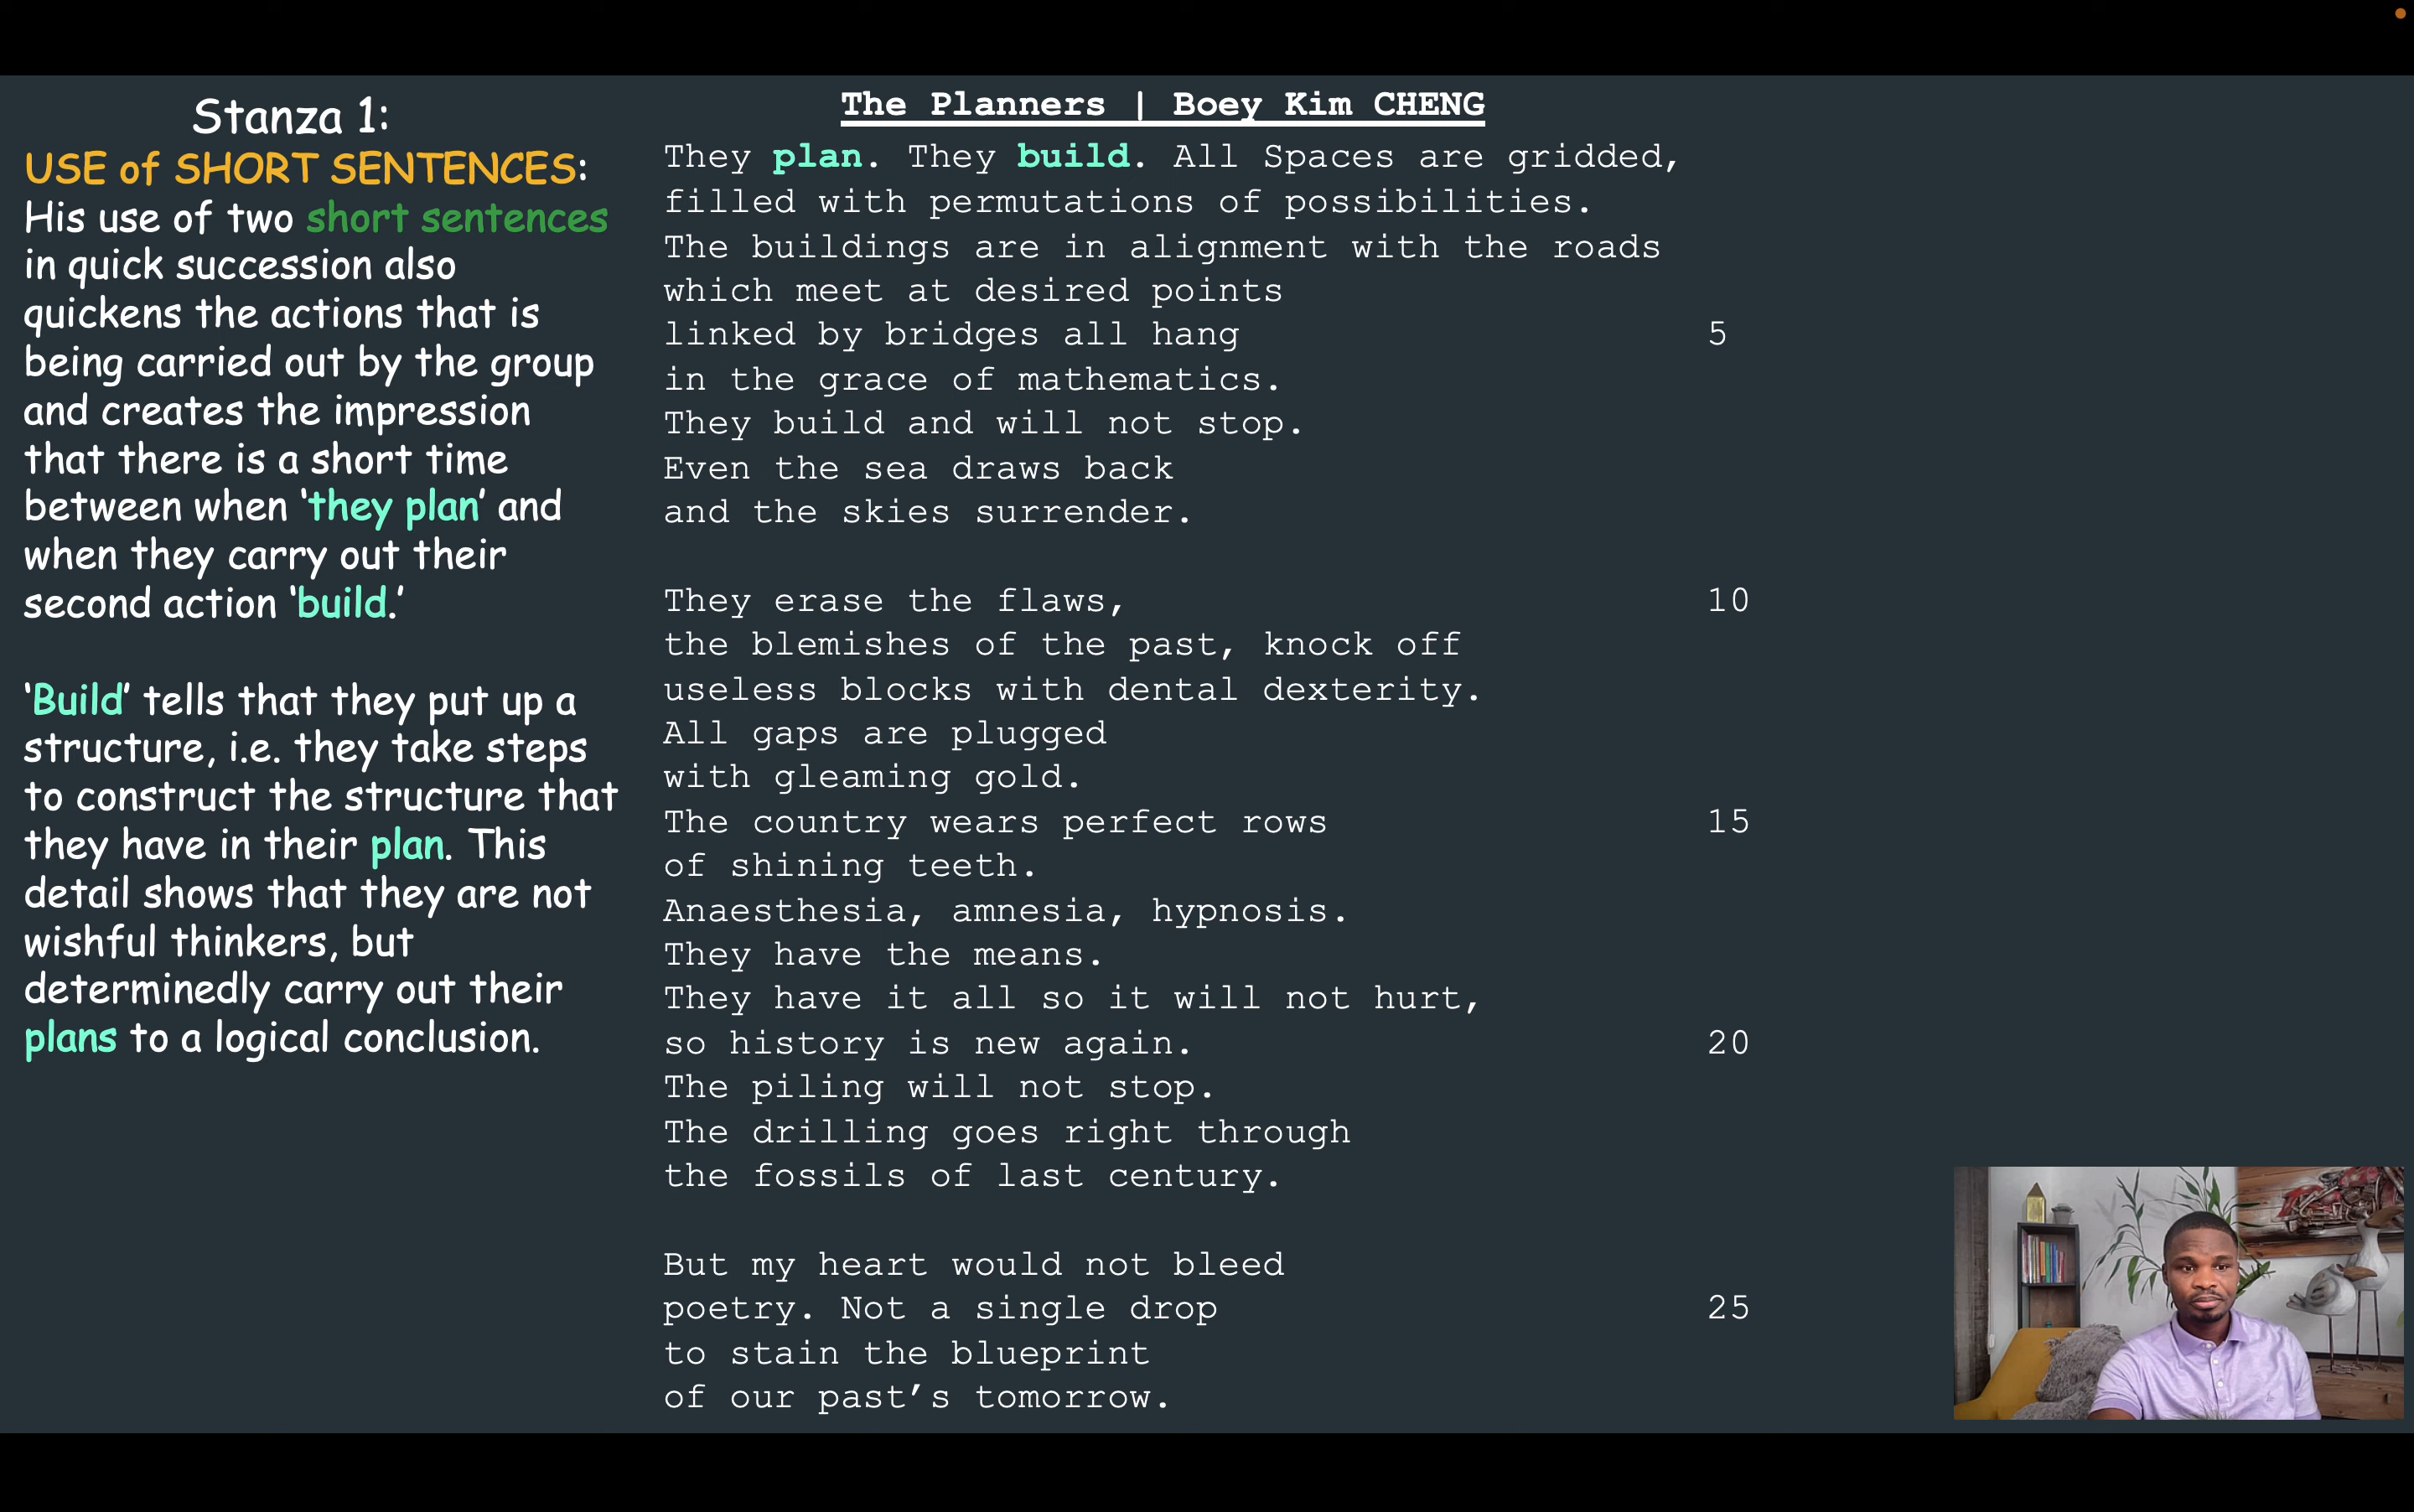 Stanza 1:
USE of SHORT SENTENCES:
His use of two short sentences
in quick succession also
quickens the actions that is
being carried out by the group
and creates the impression
that there is a short time
between when ‘they plan’ and
when they carry out their
second action ‘build.’
‘Build’ tells that they put up a
structure, i.e. they take steps
to construct the structure that
they have in their plan. This
detail shows that they are not
wishful thinkers, but
determinedly carry out their
plans to a logical conclusion.
The Planners | Boey Kim CHENG
They plan. They build. All Spaces are gridded,
filled with permutations of possibilities.
The buildings are in alignment with the roads
which meet at desired points
linked by bridges all hang 5
in the grace of mathematics.
They build and will not stop.
Even the sea draws back
and the skies surrender.
They erase the flaws, 10
the blemishes of the past, knock off
useless blocks with dental dexterity.
All gaps are plugged
with gleaming gold.
The country wears perfect rows 15
of shining teeth.
Anaesthesia, amnesia, hypnosis.
They have the means.
They have it all so it will not hurt,
so history is new again. 20
The piling will not stop.
The drilling goes right through
the fossils of last century.
But my heart would not bleed
poetry. Not a single drop 25
to stain the blueprint
of our past’s tomorrow.